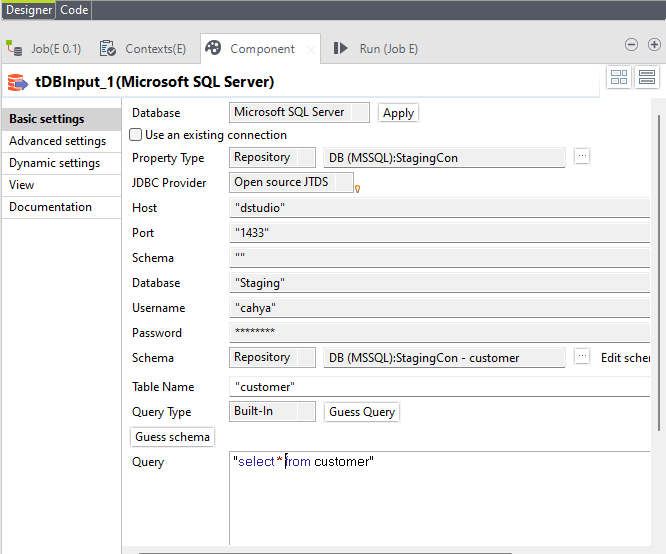 Designer Code
Job(E 0.1) Contexts(E) Component Run (Job E)
tDBInput_1(Microsoft SQL Server)
Basic settings
Advanced settings
Dynamic settings
View
Documentation
Database Microsoft SQL Server Apply
Use an existing connection
Property Type Repository DB (MSSQL):StagingCon ...
JDBC Provider Open source JTDS
Host "dstudio"
Port "1433"
Schema ""
Database "Staging"
Username "cahya"
Password ********
Schema Repository DB (MSSQL):StagingCon - customer ... Edit schem
Table Name "customer"
Query Type Built-In Guess Query
Guess schema
Query "select * from customer"